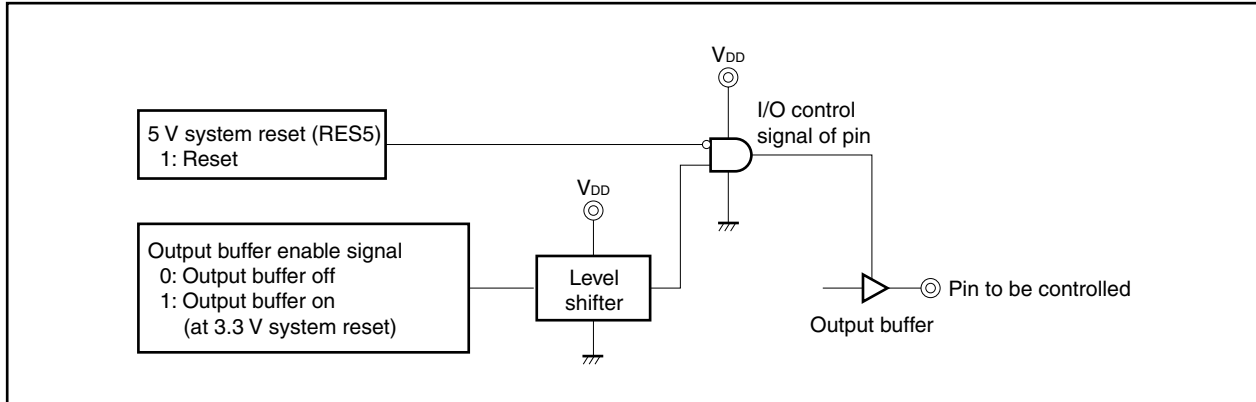 VDD
5 V system reset (RES5)
1: Reset
I/O control
signal of pin
VDD
Output buffer enable signal
0: Output buffer off
1: Output buffer on
(at 3.3 V system reset)
Level
shifter
Pin to be controlled
Output buffer